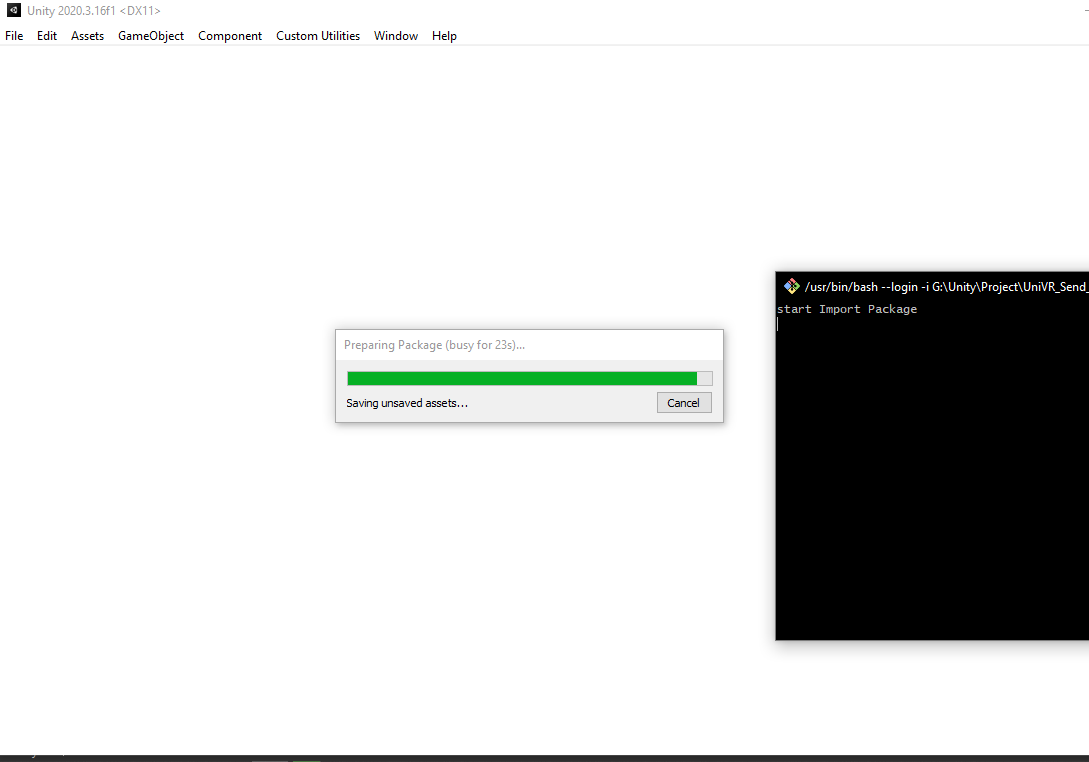 Unity 2020.3.16f1 <DX11>
File Edit Assets GameObject Component Custom Utilities Window Help
/usr/bin/bash --login -i G:\Unity\Project\UniVR_Send_
start Import Package
Preparing Package (busy for 23s)...
Saving unsaved assets...
Cancel